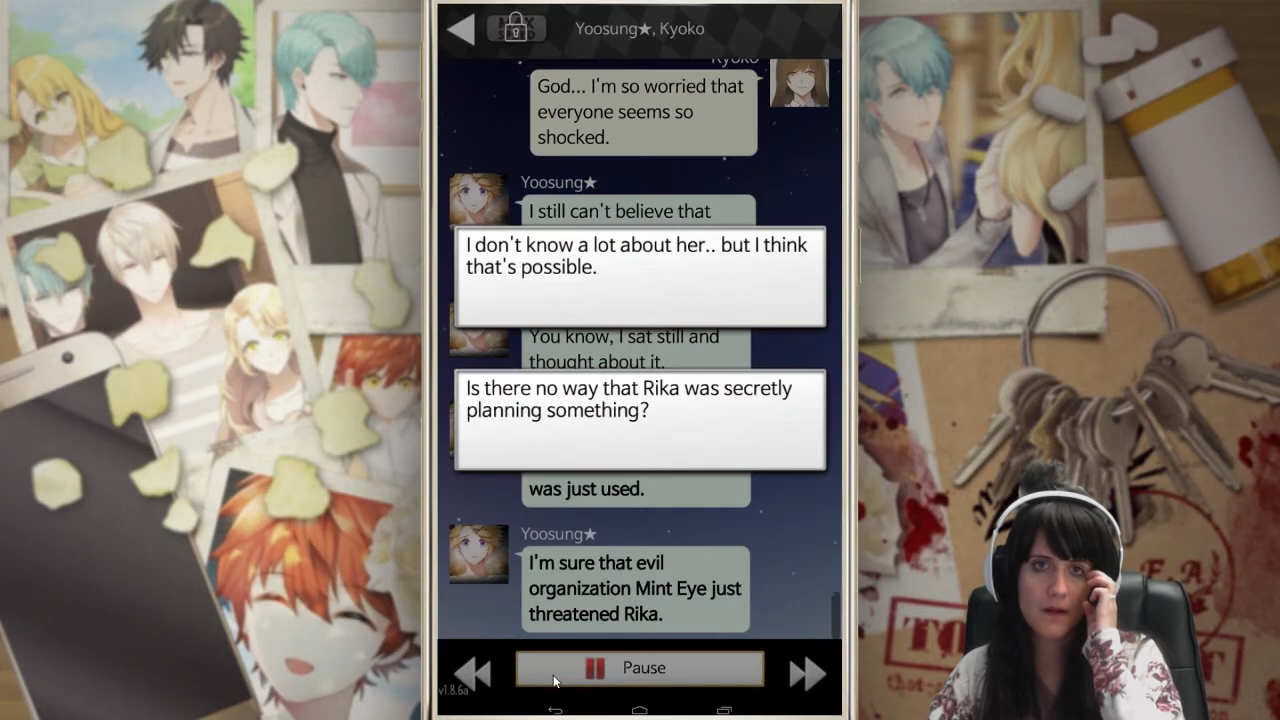 Yoosung★, Kyoko
God... I'm so worried that
everyone seems so
shocked.
Yoosung★
I still can't believe that
I don't know a lot about her.. but I think
that's possible.
You know, I sat still and
thought about it.
Is there no way that Rika was secretly
planning something?
was just used.
Yoosung★
I'm sure that evil
organization Mint Eye just
threatened Rika.
Pause
v1.8.6a